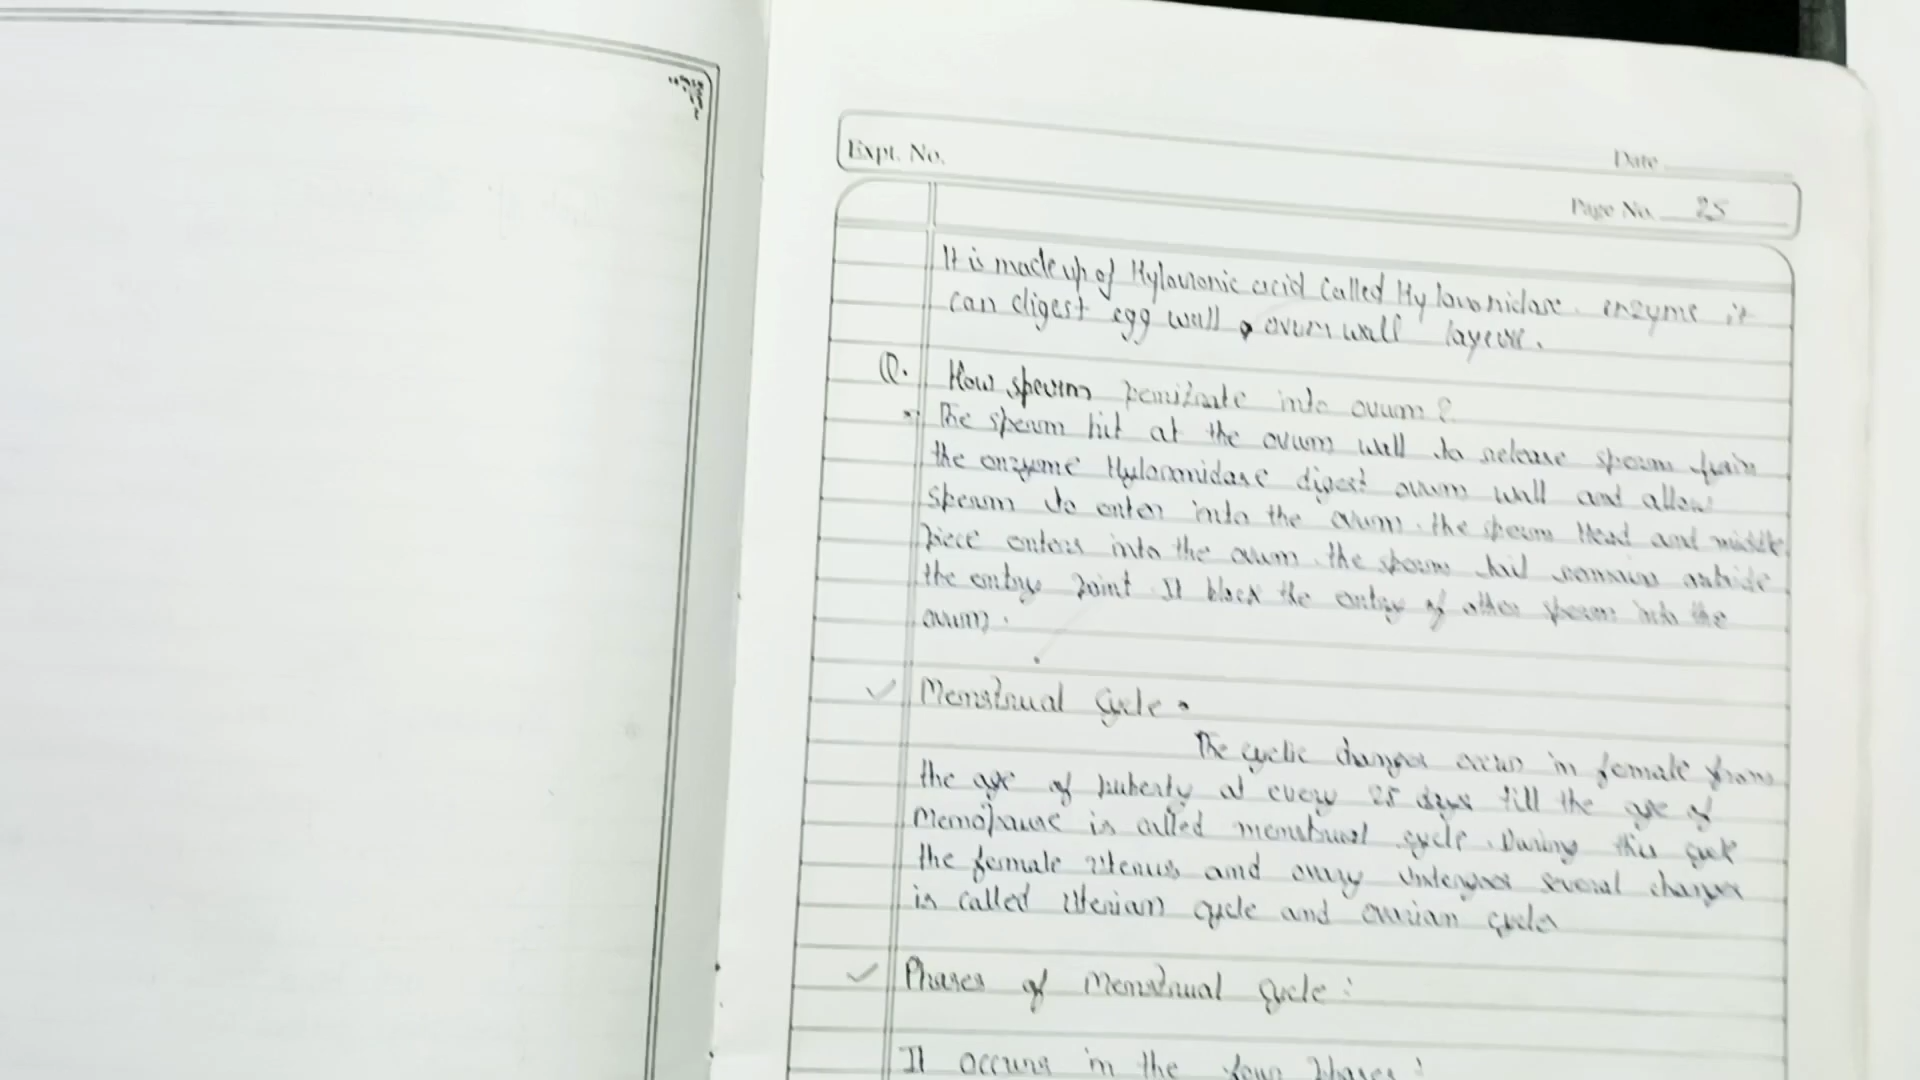 Expt. No.
Date
Page No. 25
It is made up of Hylauronic acid Called Hylauronidase. enzyme it
can digest egg wall, ovum wall layers.
Q. How sperm penitrate into ovum?
The sperm hit at the ovum wall to release sperm from
the enzyme Hylaronidase digest ovum wall and allow
sperm to enter into the ovum. the sperm Head and middle
piece enters into the ovum. the sperm tail remains outside
the entry point It block the entry of other sperm into the
ovum.
✓ Menstrual Cycle.
The cyclic changes occurs in female from
the age of puberty at every 28 days till the age of
Memopause is called menstrual cycle. During this cycle
the female uterus and ovary undergoes several changes
is called Uterian cycle and ovarian cycles
✓ Phases of Menstrual Cycle:
It occurs in the four Phases: